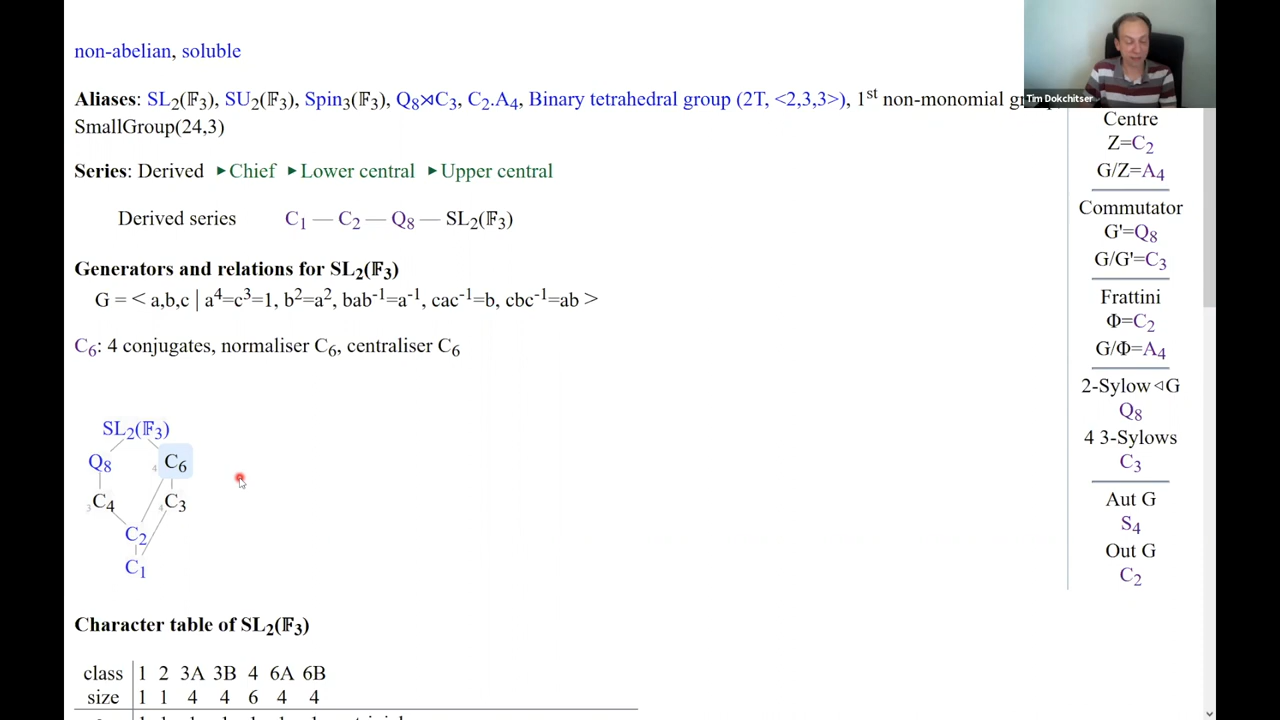 non-abelian, soluble
Aliases: SL₂(𝔽₃), SU₂(𝔽₃), Spin₃(𝔽₃), Q₈⋊C₃, C₂.A₄, Binary tetrahedral group (2T, <2,3,3>), 1ˢᵗ non-monomial
SmallGroup(24,3)
Series: Derived ▸Chief ▸Lower central ▸Upper central
Derived series C₁ — C₂ — Q₈ — SL₂(𝔽₃)
Generators and relations for SL₂(𝔽₃)
G = < a,b,c | a⁴=c³=1, b²=a², bab⁻¹=a⁻¹, cac⁻¹=b, cbc⁻¹=ab >
C₆: 4 conjugates, normaliser C₆, centraliser C₆
SL₂(𝔽₃)
Q₈ 4 C₆
3 C₄ 4 C₃
C₂
C₁
Character table of SL₂(𝔽₃)
class 1 2 3A 3B 4 6A 6B
size 1 1 4 4 6 4 4
Tim Dokchitser
Centre
Z=C₂
G/Z=A₄
Commutator
G'=Q₈
G/G'=C₃
Frattini
Φ=C₂
G/Φ=A₄
2-Sylow◃G
Q₈
4 3-Sylows
C₃
Aut G
S₄
Out G
C₂